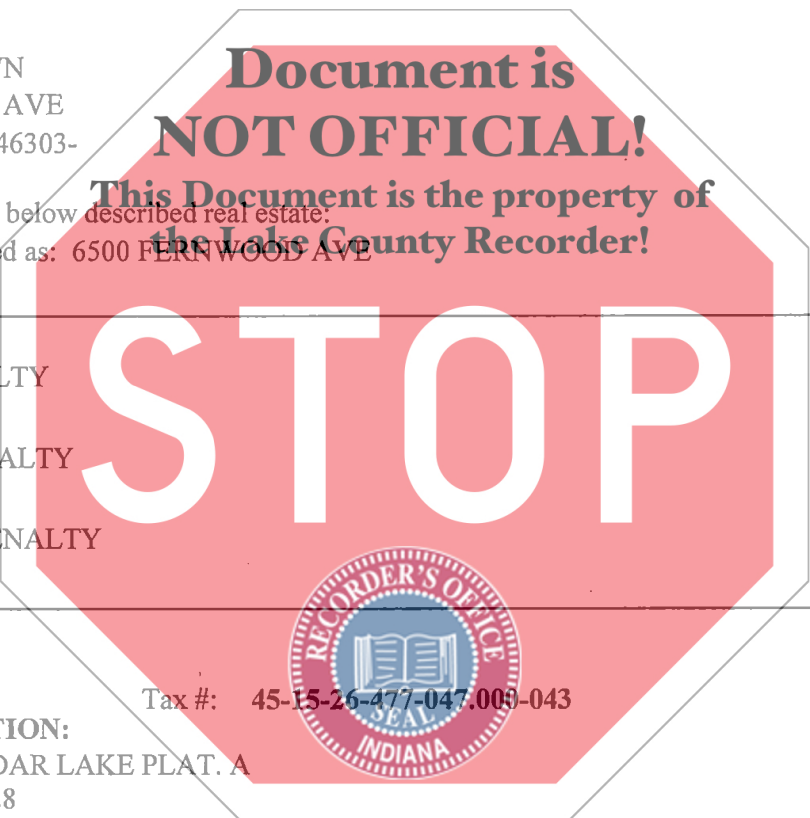 Document is
NOT OFFICIAL!
This Document is the property of
the Lake County Recorder!
AVE
46303-
below described real estate:
ed as: 6500 FERNWOOD AVE
STOP
LTY
ALTY
ENALTY
RECORDER'S OFFICE
SEAL
INDIANA
Tax #: 45-15-26-477-047.000-043
TION:
DAR LAKE PLAT. A
8